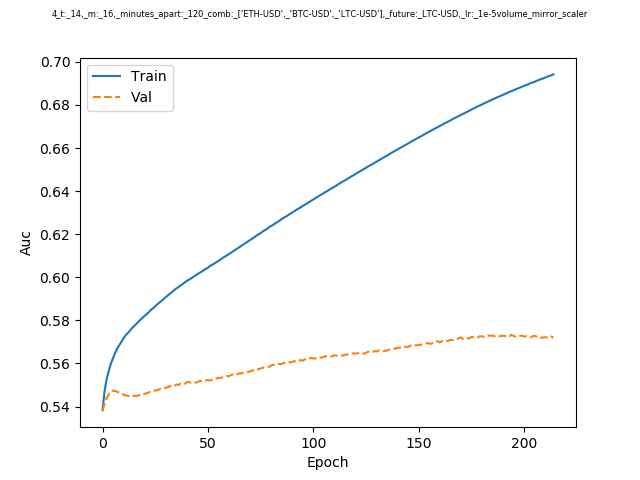 4_t:_14,_m:_16,_minutes_apart:_120_comb:_['ETH-USD',_'BTC-USD',_'LTC-USD'],_future:_LTC-USD,_lr:_1e-5volume_mirror_scaler
Train
Val
0.70
0.68
0.66
0.64
0.62
0.60
0.58
0.56
0.54
Auc
0 50 100 150 200
Epoch